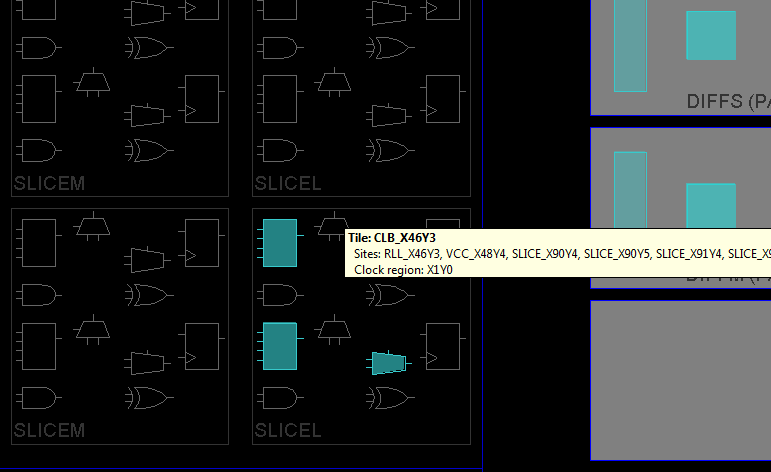 DIFFS (PA
SLICEM
SLICEL
Tile: CLB_X46Y3
Sites: RLL_X46Y3, VCC_X48Y4, SLICE_X90Y4, SLICE_X90Y5, SLICE_X91Y4, SLICE_X9
Clock region: X1Y0
SLICEM
SLICEL